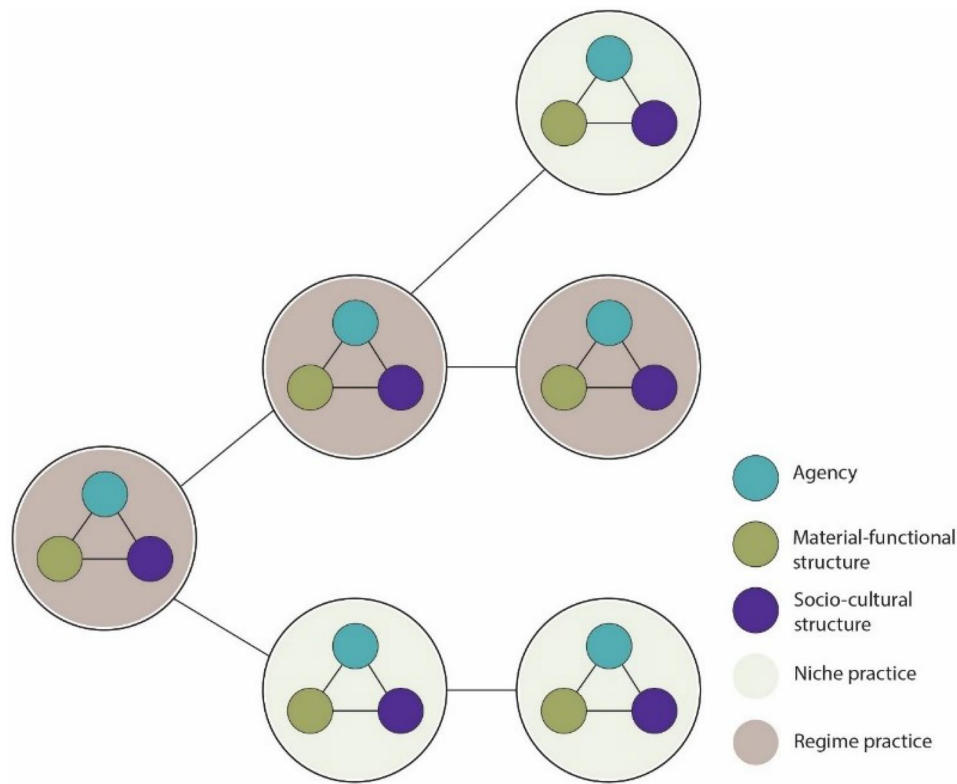 Agency
Material-functional
structure
Socio-cultural
structure
Niche practice
Regime practice